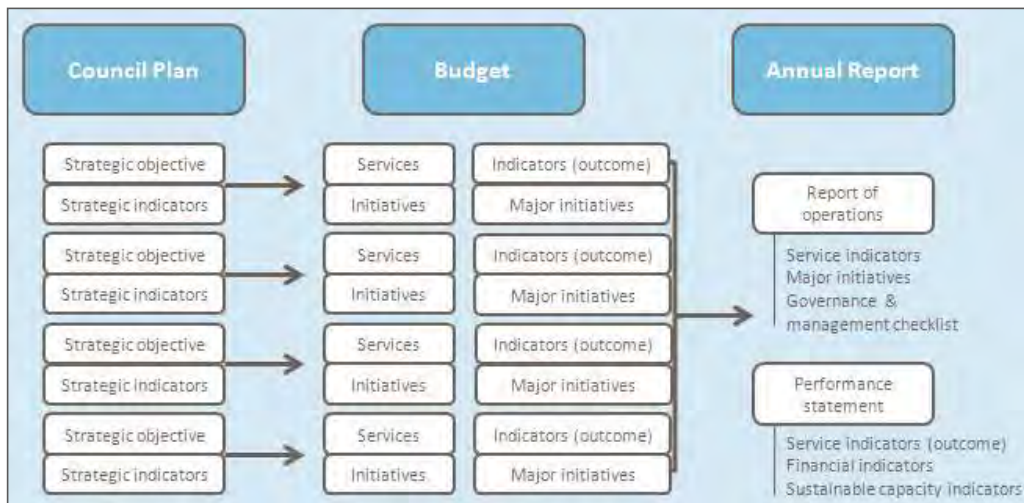 Council Plan
Budget
Annual Report
Strategic objective
Strategic indicators
Services
Initiatives
Indicators (outcome)
Major initiatives
Strategic objective
Strategic indicators
Services
Initiatives
Indicators (outcome)
Major initiatives
Strategic objective
Strategic indicators
Services
Initiatives
Indicators (outcome)
Major initiatives
Strategic objective
Strategic indicators
Services
Initiatives
Indicators (outcome)
Major initiatives
Report of
operations
Service indicators
Major initiatives
Governance &
management checklist
Performance
statement
Service indicators (outcome)
Financial indicators
Sustainable capacity indicators